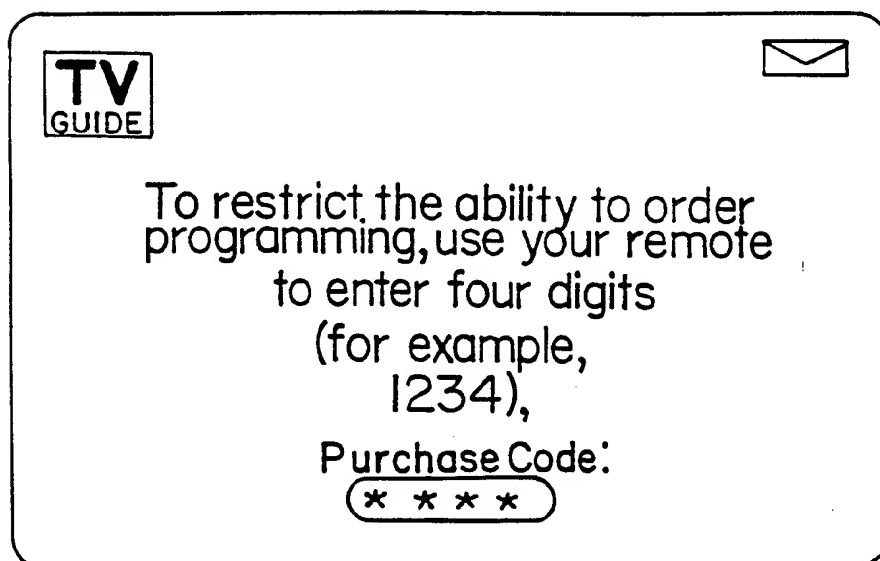 TV
GUIDE
To restrict the ability to order
programming, use your remote
to enter four digits
(for example,
1234),
Purchase Code:
* * * *